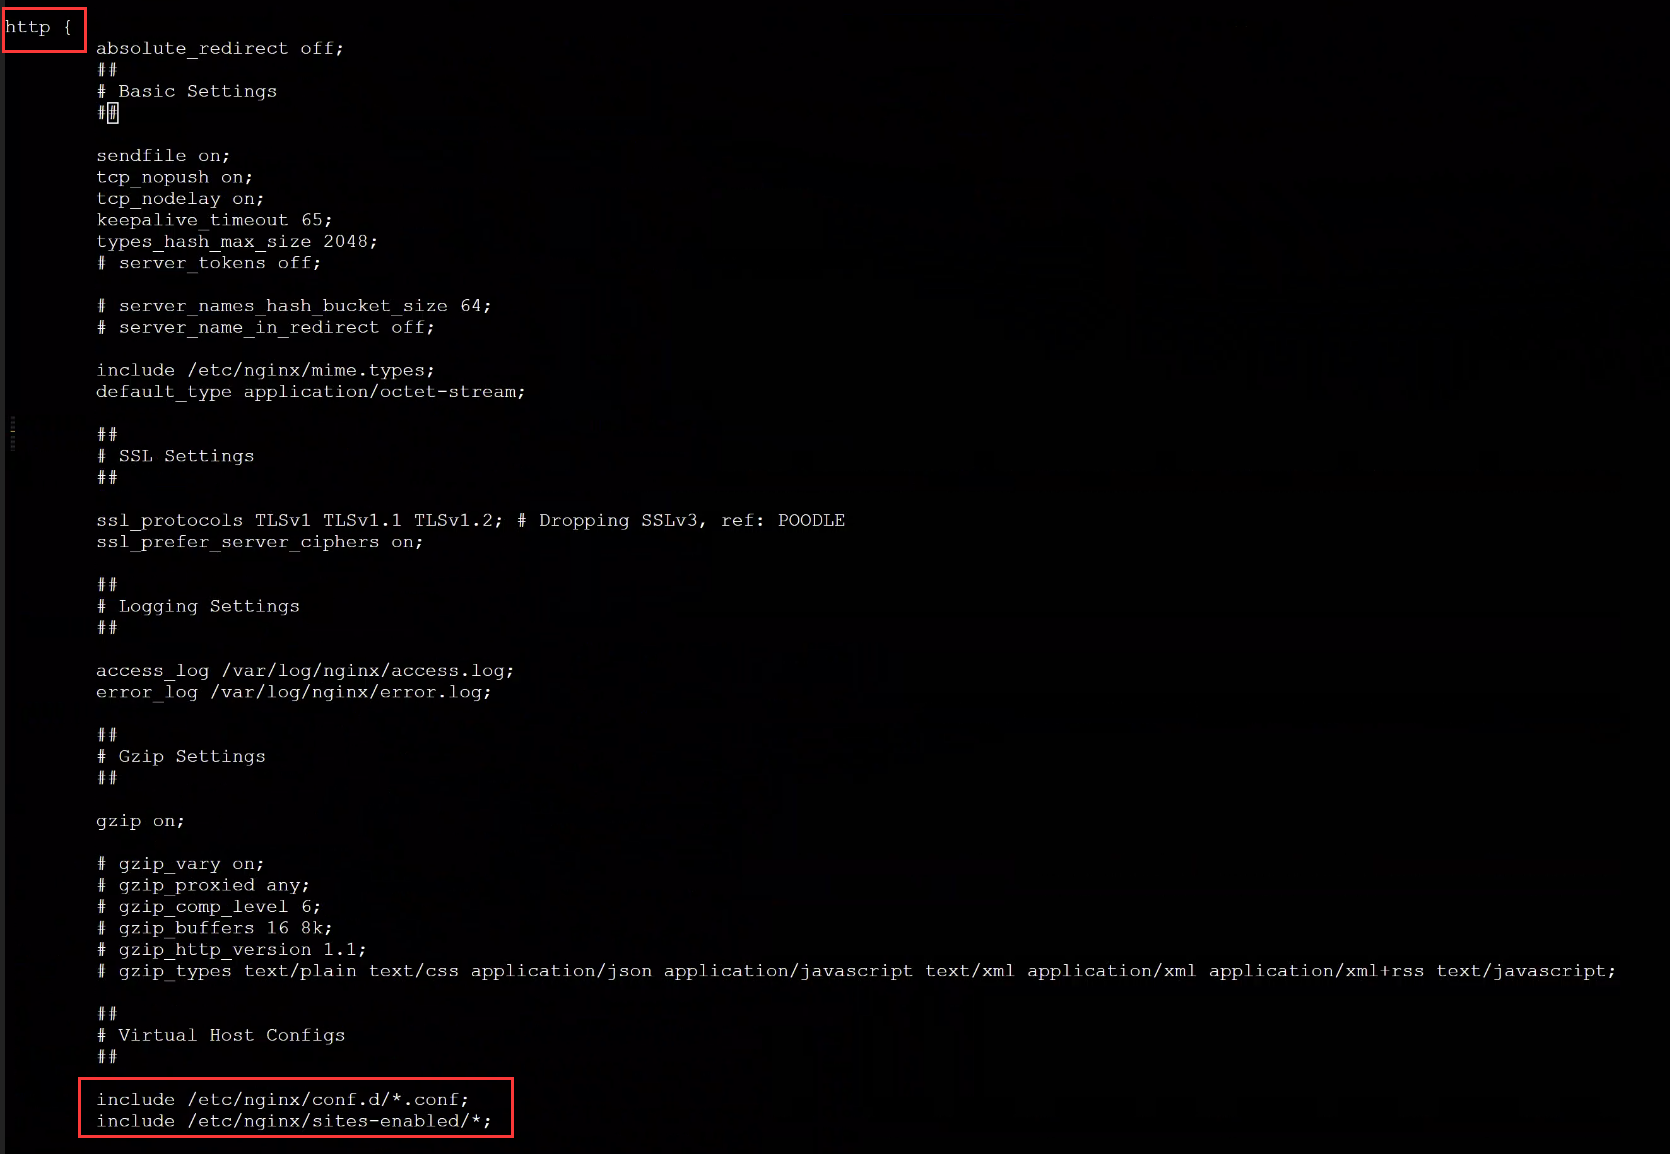 http {
absolute_redirect off;
##
# Basic Settings
##
sendfile on;
tcp_nopush on;
tcp_nodelay on;
keepalive_timeout 65;
types_hash_max_size 2048;
# server_tokens off;
# server_names_hash_bucket_size 64;
# server_name_in_redirect off;
include /etc/nginx/mime.types;
default_type application/octet-stream;
##
# SSL Settings
##
ssl_protocols TLSv1 TLSv1.1 TLSv1.2; # Dropping SSLv3, ref: POODLE
ssl_prefer_server_ciphers on;
##
# Logging Settings
##
access_log /var/log/nginx/access.log;
error_log /var/log/nginx/error.log;
##
# Gzip Settings
##
gzip on;
# gzip_vary on;
# gzip_proxied any;
# gzip_comp_level 6;
# gzip_buffers 16 8k;
# gzip_http_version 1.1;
# gzip_types text/plain text/css application/json application/javascript text/xml application/xml application/xml+rss text/javascript;
##
# Virtual Host Configs
##
include /etc/nginx/conf.d/*.conf;
include /etc/nginx/sites-enabled/*;